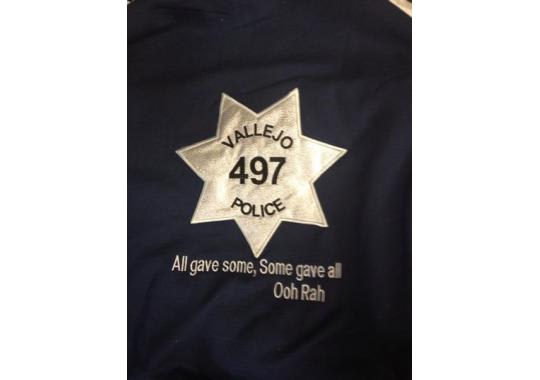 VALLEJO
497
POLICE
All gave some, Some gave all
Ooh Rah